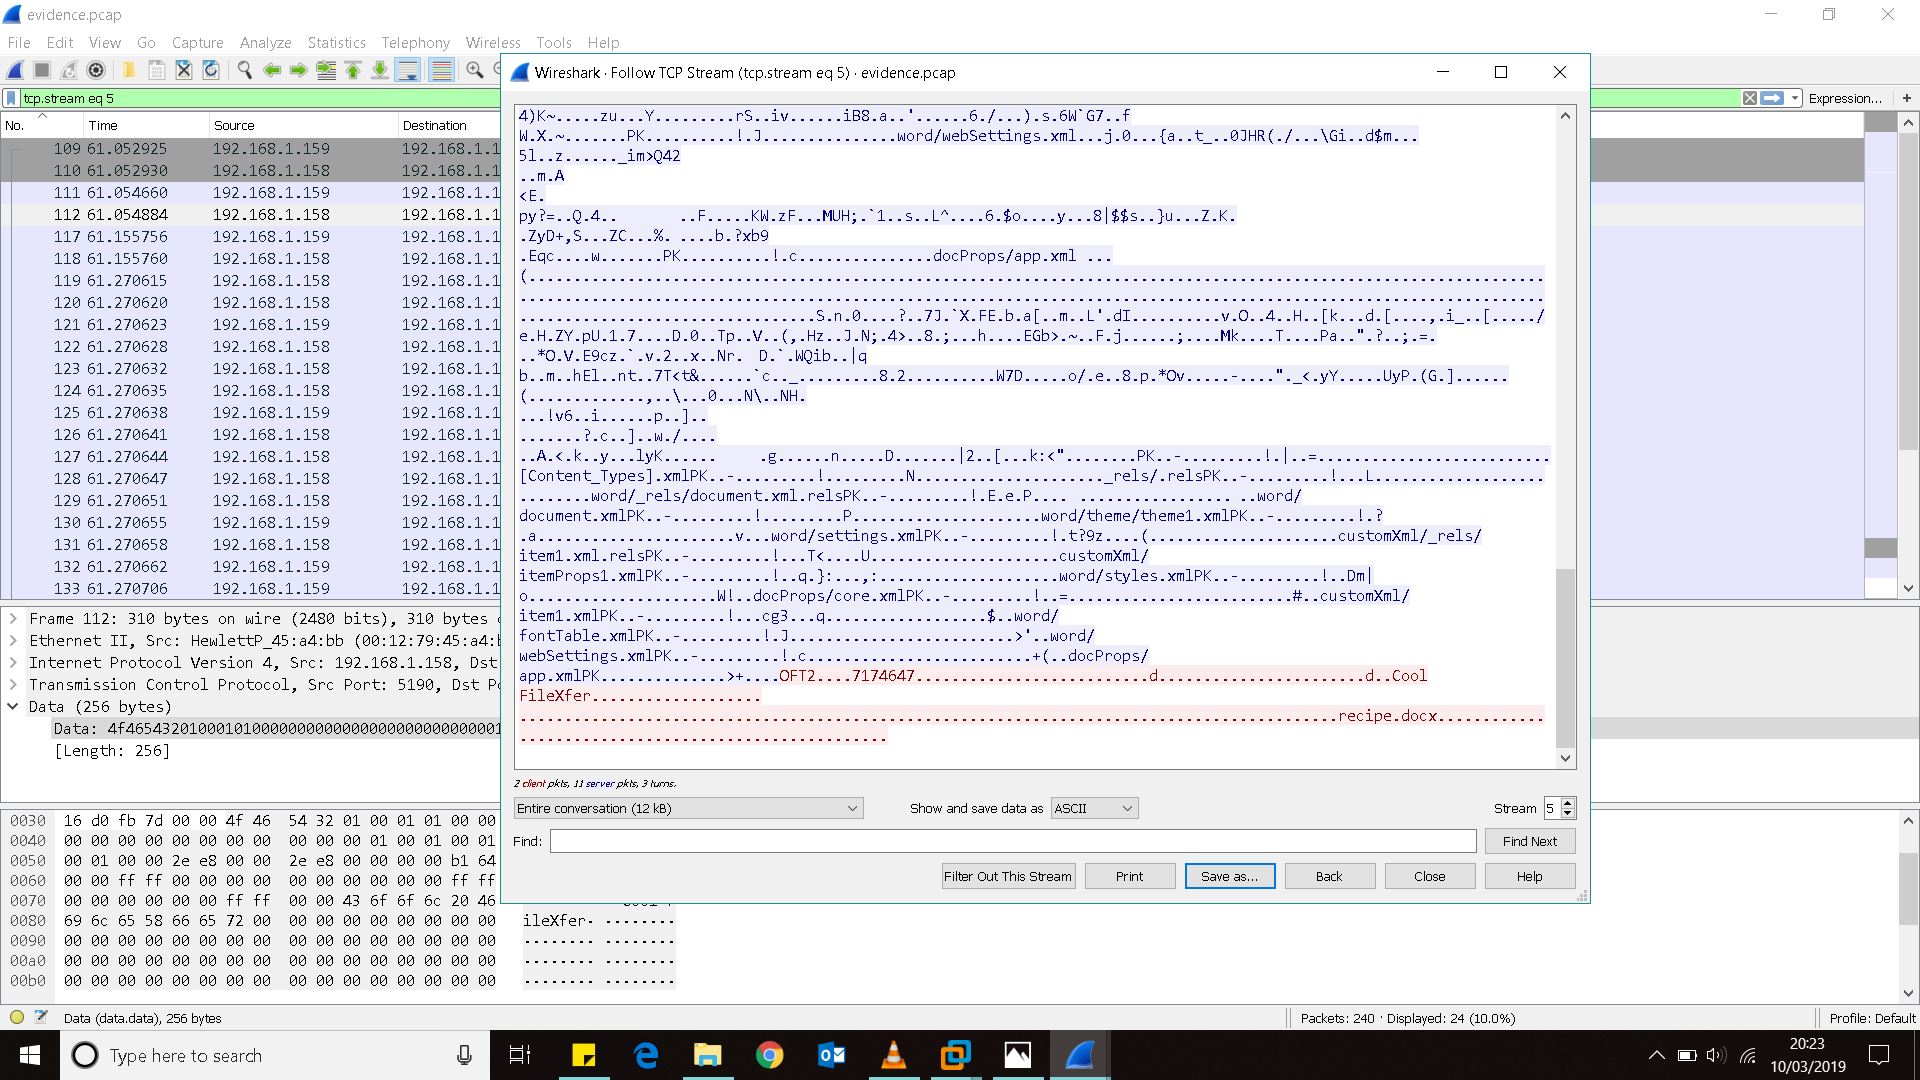 evidence.pcap
File Edit View Go Capture Analyze Statistics Telephony Wireless Tools Help
tcp.stream eq 5
Expression... +
No. Time Source Destination
109 61.052925 192.168.1.159 192.168.1.1
110 61.052930 192.168.1.158 192.168.1.1
111 61.054660 192.168.1.159 192.168.1.1
112 61.054884 192.168.1.158 192.168.1.1
117 61.155756 192.168.1.158 192.168.1.1
118 61.155760 192.168.1.159 192.168.1.1
119 61.270615 192.168.1.158 192.168.1.1
120 61.270620 192.168.1.158 192.168.1.1
121 61.270623 192.168.1.159 192.168.1.1
122 61.270628 192.168.1.158 192.168.1.1
123 61.270632 192.168.1.158 192.168.1.1
124 61.270635 192.168.1.159 192.168.1.1
125 61.270638 192.168.1.159 192.168.1.1
126 61.270641 192.168.1.158 192.168.1.1
127 61.270644 192.168.1.158 192.168.1.1
128 61.270647 192.168.1.158 192.168.1.1
129 61.270651 192.168.1.158 192.168.1.1
130 61.270655 192.168.1.159 192.168.1.1
131 61.270658 192.168.1.158 192.168.1.1
132 61.270662 192.168.1.158 192.168.1.1
133 61.270706 192.168.1.159 192.168.1.1
Frame 112: 310 bytes on wire (2480 bits), 310 bytes
Ethernet II, Src: HewlettP_45:a4:bb (00:12:79:45:a4:
Internet Protocol Version 4, Src: 192.168.1.158, Dst
Transmission Control Protocol, Src Port: 5190, Dst
Data (256 bytes)
Data: 4f46543201000101000000000000000000000000
[Length: 256]
0030 16 d0 fb 7d 00 00 4f 46 54 32 01 00 01 01 00 00
0040 00 00 00 00 00 00 00 00 00 00 00 01 00 01 00 01
0050 00 01 00 00 2e e8 00 00 2e e8 00 00 00 00 b1 64
0060 00 00 ff ff 00 00 00 00 00 00 00 00 00 00 ff ff
0070 00 00 00 00 00 00 ff ff 00 00 43 6f 6f 6c 20 46
0080 69 6c 65 58 66 65 72 00 00 00 00 00 00 00 00 00 ileXfer· ········
0090 00 00 00 00 00 00 00 00 00 00 00 00 00 00 00 00 ········ ········
00a0 00 00 00 00 00 00 00 00 00 00 00 00 00 00 00 00 ········ ········
00b0 00 00 00 00 00 00 00 00 00 00 00 00 00 00 00 00 ········ ········
Wireshark · Follow TCP Stream (tcp.stream eq 5) · evidence.pcap
4)K~.....zu...Y.........rS..iv......iB8.a..'......6./...).s.6W`G7..f
W.X.~.......PK..........!.J...............word/webSettings.xml...j.0...{a..t_..0JHR(./...\Gi..d$m...
5l..z......_im>Q42
..m.A
<E.
py?=..Q.4.. ..F.....KW.zF...MUH;.`1..s..L^....6.$o....y...8|$$s..}u...Z.K.
.ZyD+,S...ZC...%. ....b.?xb9
.Eqc....w.......PK..........!.c...............docProps/app.xml ...
S.n.0....?..7J.`X.FE.b.a[..m..L'.dI..........v.O..4..H..[k...d.[....,.i_..[...../
e.H.ZY.pU.1.7....D.0..Tp..V..(,.Hz..J.N;.4>..8.;...h....EGb>.~..F.j......;....Mk....T....Pa..".?..;.=.
..*O.V.E9cz.`.v.2..x..Nr. D.`.WQib..|q
b..m..hEl..nt..7T<t&......`c.._.........8.2..........W7D.....o/.e..8.p.*Ov.....-....."._<.yY.....UyP.(G.]......
(.............,..\...0...N\..NH.
...!v6..i......p..]..
.......?.c..]..w./....
..A.<.k..y...lyK...... .g......n.....D.......|2..[...k:<"........PK..-.........!.|..=..........................
[Content_Types].xmlPK..-.........!..........N....................._rels/.relsPK..-.........!...L...................
.........word/_rels/document.xml.relsPK..-.........!.E.e.P.... .................. ..word/
document.xmlPK..-.........!.........P.....................word/theme/theme1.xmlPK..-.........!.?
.a......................v...word/settings.xmlPK..-.........!.t?9z....(.....................customXml/_rels/
item1.xml.relsPK..-.........!...T<....U.....................customXml/
itemProps1.xmlPK..-.........!..q.}:...,:....................word/styles.xmlPK..-.........!..Dm|
o.....................W!..docProps/core.xmlPK..-.........!..=.........................#..customXml/
item1.xmlPK..-.........!...cg3...q..................$..word/
fontTable.xmlPK..-.........!.J.........................>'..word/
webSettings.xmlPK..-.........!.c.........................+(..docProps/
app.xmlPK..............>+....OFT2....7174647..........................d.......................d..Cool
FileXfer...................
recipe.docx............
2 client pkts, 11 server pkts, 3 turns.
Entire conversation (12 kB) Show and save data as ASCII Stream 5
Find: Find Next
Filter Out This Stream Print Save as... Back Close Help
Data (data.data), 256 bytes Packets: 240 · Displayed: 24 (10.0%) Profile: Default
Type here to search
20:23
10/03/2019